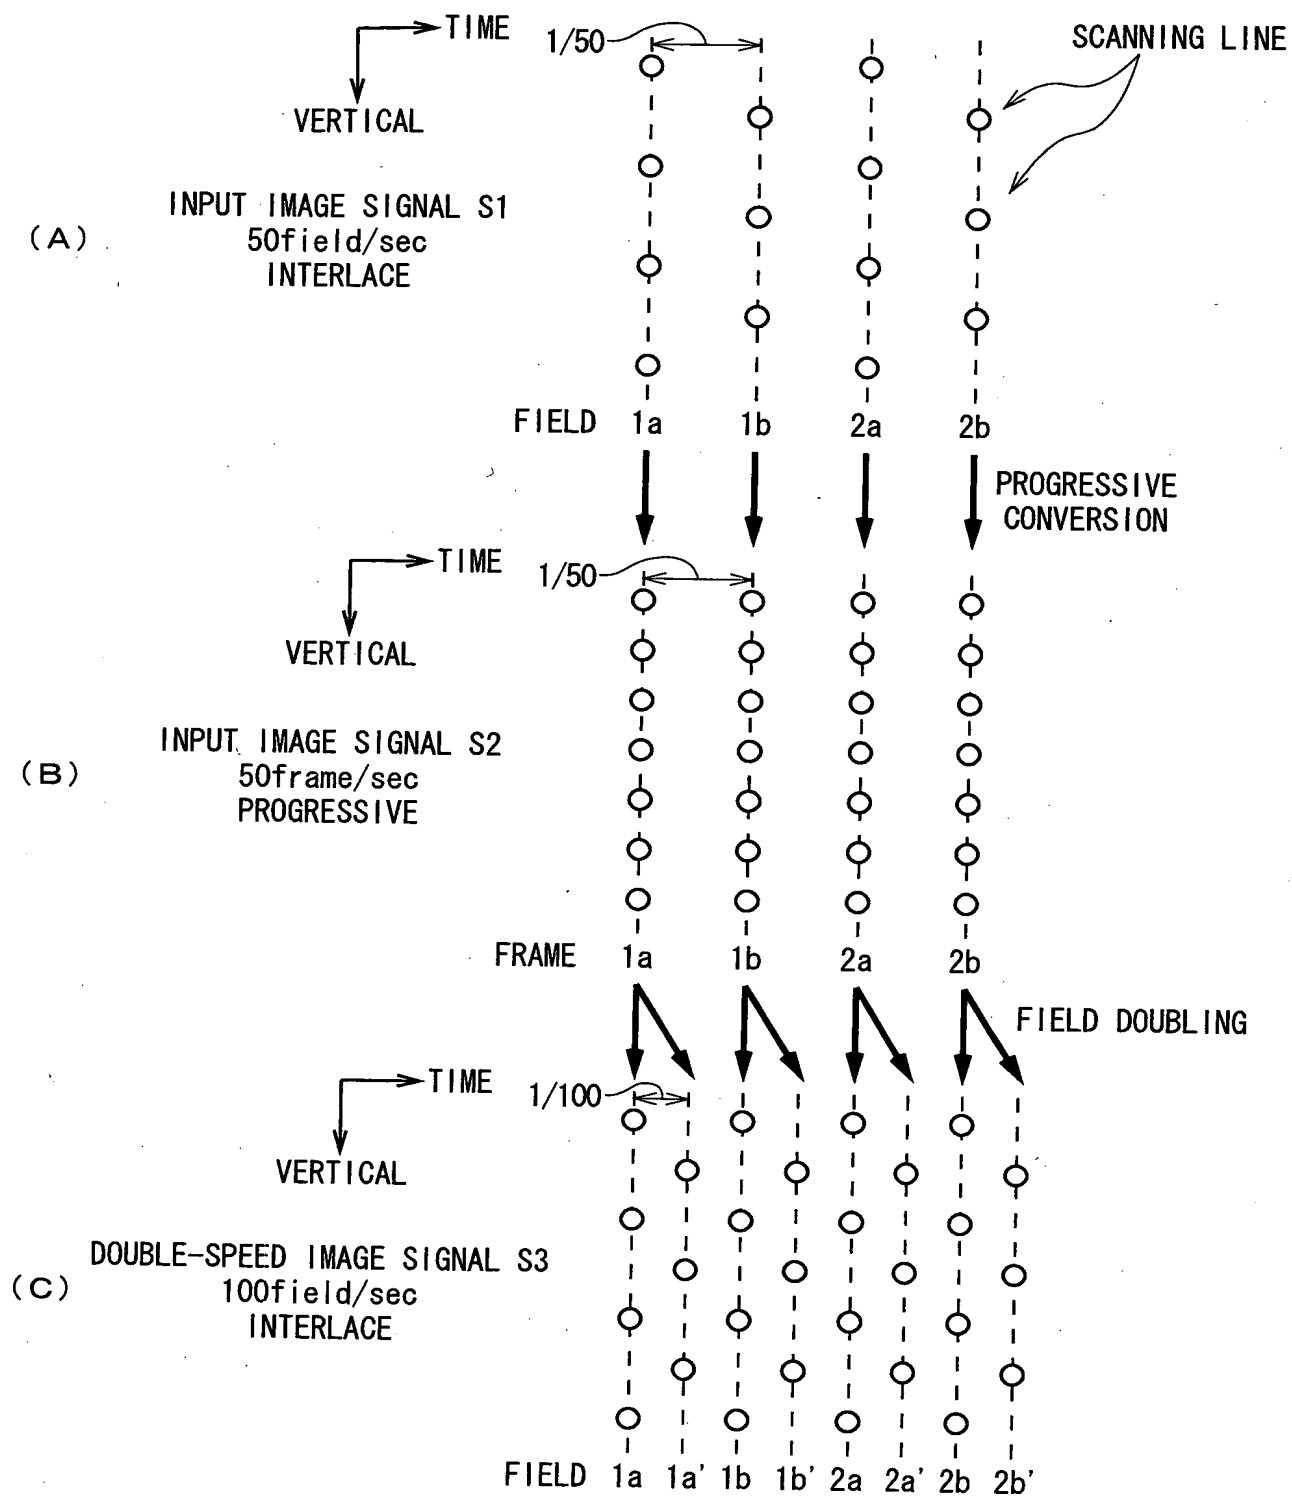 TIME
1/50
SCANNING LINE
VERTICAL
(A)
INPUT IMAGE SIGNAL S1
50field/sec
INTERLACE
FIELD 1a 1b 2a 2b
PROGRESSIVE
CONVERSION
TIME
1/50
VERTICAL
(B)
INPUT IMAGE SIGNAL S2
50frame/sec
PROGRESSIVE
FRAME 1a 1b 2a 2b
FIELD DOUBLING
TIME
1/100
VERTICAL
(C)
DOUBLE-SPEED IMAGE SIGNAL S3
100field/sec
INTERLACE
FIELD 1a 1a' 1b 1b' 2a 2a' 2b 2b'